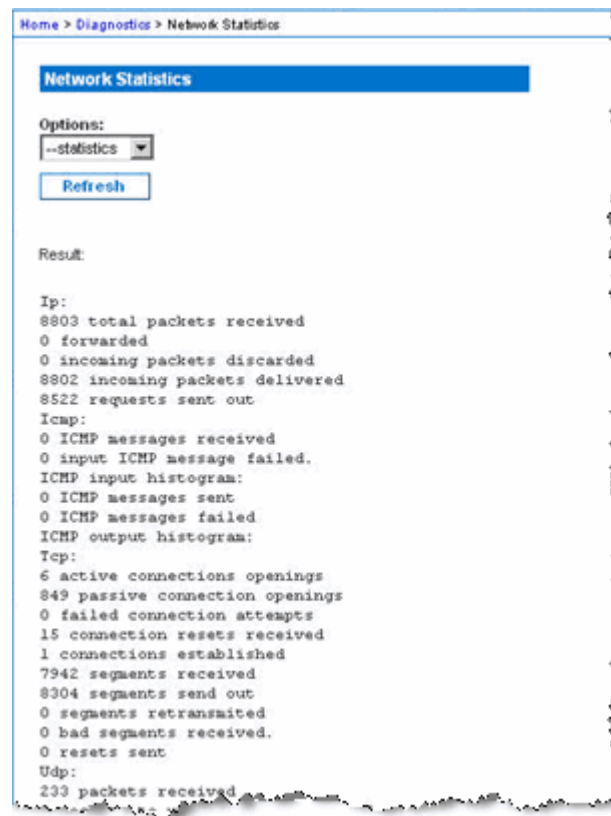 Home > Diagnostics > Network Statistics
Network Statistics
Options:
--statistics
Refresh
Result:
Ip:
8803 total packets received
0 forwarded
0 incoming packets discarded
8802 incoming packets delivered
8522 requests sent out
Icmp:
0 ICMP messages received
0 input ICMP message failed.
ICMP input histogram:
0 ICMP messages sent
0 ICMP messages failed
ICMP output histogram:
Tcp:
6 active connections openings
849 passive connection openings
0 failed connection attempts
15 connection resets received
1 connections established
7942 segments received
8304 segments send out
0 segments retransmited
0 bad segments received.
0 resets sent
Udp:
233 packets received